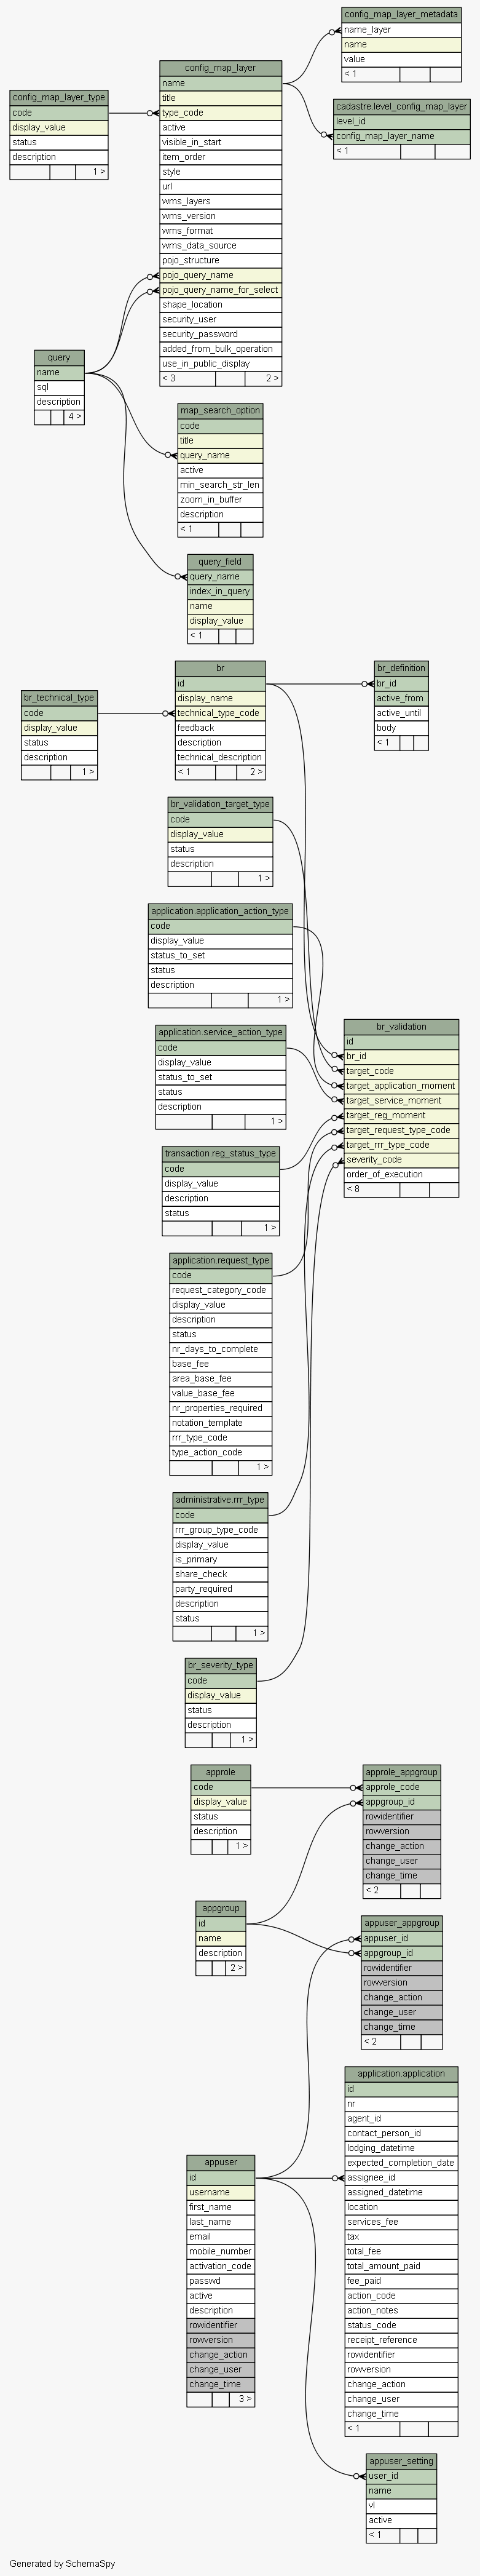 config_map_layer_metadata
name_layer
name
value
< 1
config_map_layer
name
title
type_code
active
visible_in_start
item_order
style
url
wms_layers
wms_version
wms_format
wms_data_source
pojo_structure
pojo_query_name
pojo_query_name_for_select
shape_location
security_user
security_password
added_from_bulk_operation
use_in_public_display
< 3 2 >
config_map_layer_type
code
display_value
status
description
1 >
cadastre.level_config_map_layer
level_id
config_map_layer_name
< 1
query
name
sql
description
4 >
map_search_option
code
title
query_name
active
min_search_str_len
zoom_in_buffer
description
< 1
query_field
query_name
index_in_query
name
display_value
< 1
br
id
display_name
technical_type_code
feedback
description
technical_description
< 1 2 >
br_definition
br_id
active_from
active_until
body
< 1
br_technical_type
code
display_value
status
description
1 >
br_validation_target_type
code
display_value
status
description
1 >
application.application_action_type
code
display_value
status_to_set
status
description
1 >
br_validation
id
br_id
target_code
target_application_moment
target_service_moment
target_reg_moment
target_request_type_code
target_rrr_type_code
severity_code
order_of_execution
< 8
application.service_action_type
code
display_value
status_to_set
status
description
1 >
transaction.reg_status_type
code
display_value
description
status
1 >
application.request_type
code
request_category_code
display_value
description
status
nr_days_to_complete
base_fee
area_base_fee
value_base_fee
nr_properties_required
notation_template
rrr_type_code
type_action_code
1 >
administrative.rrr_type
code
rrr_group_type_code
display_value
is_primary
share_check
party_required
description
status
1 >
br_severity_type
code
display_value
status
description
1 >
approle
code
display_value
status
description
1 >
approle_appgroup
approle_code
appgroup_id
rowidentifier
rowversion
change_action
change_user
change_time
< 2
appgroup
id
name
description
2 >
appuser_appgroup
appuser_id
appgroup_id
rowidentifier
rowversion
change_action
change_user
change_time
< 2
application.application
id
nr
agent_id
contact_person_id
lodging_datetime
expected_completion_date
assignee_id
assigned_datetime
location
services_fee
tax
total_fee
total_amount_paid
fee_paid
action_code
action_notes
status_code
receipt_reference
rowidentifier
rowversion
change_action
change_user
change_time
< 1
appuser
id
username
first_name
last_name
email
mobile_number
activation_code
passwd
active
description
rowidentifier
rowversion
change_action
change_user
change_time
3 >
appuser_setting
user_id
name
vl
active
< 1
Generated by SchemaSpy